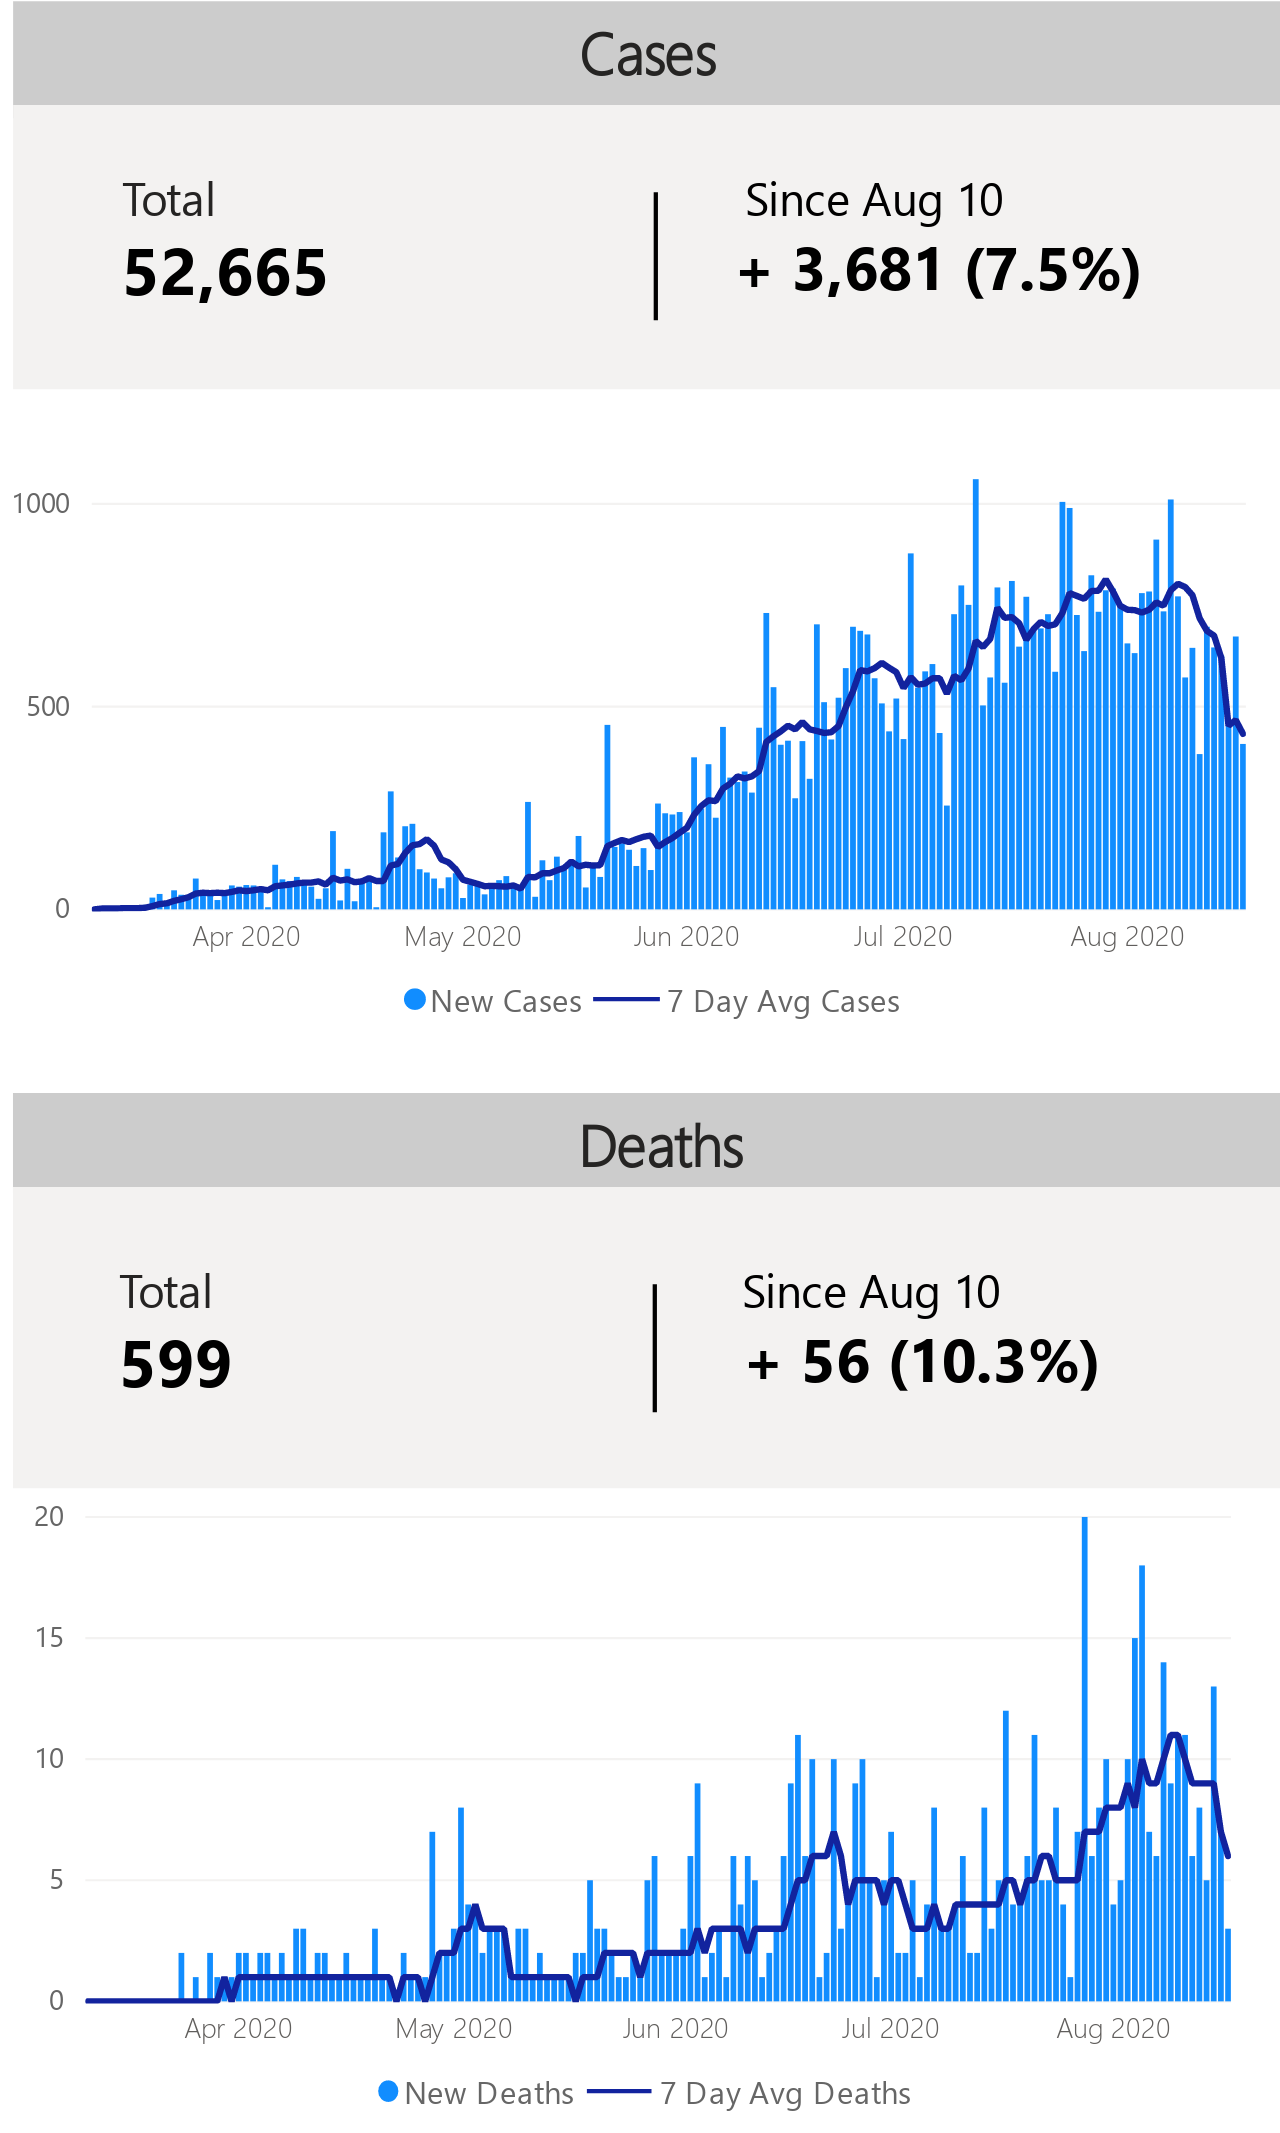 Cases
Total
Since Aug 10
52,665
+ 3,681 (7.5%)
1000
500
0
Apr 2020 May 2020 Jun 2020 Jul 2020 Aug 2020
New Cases 7 Day Avg Cases
Deaths
Total
Since Aug 10
599
+ 56 (10.3%)
20
15
10
5
0
Apr 2020 May 2020 Jun 2020 Jul 2020 Aug 2020
New Deaths 7 Day Avg Deaths